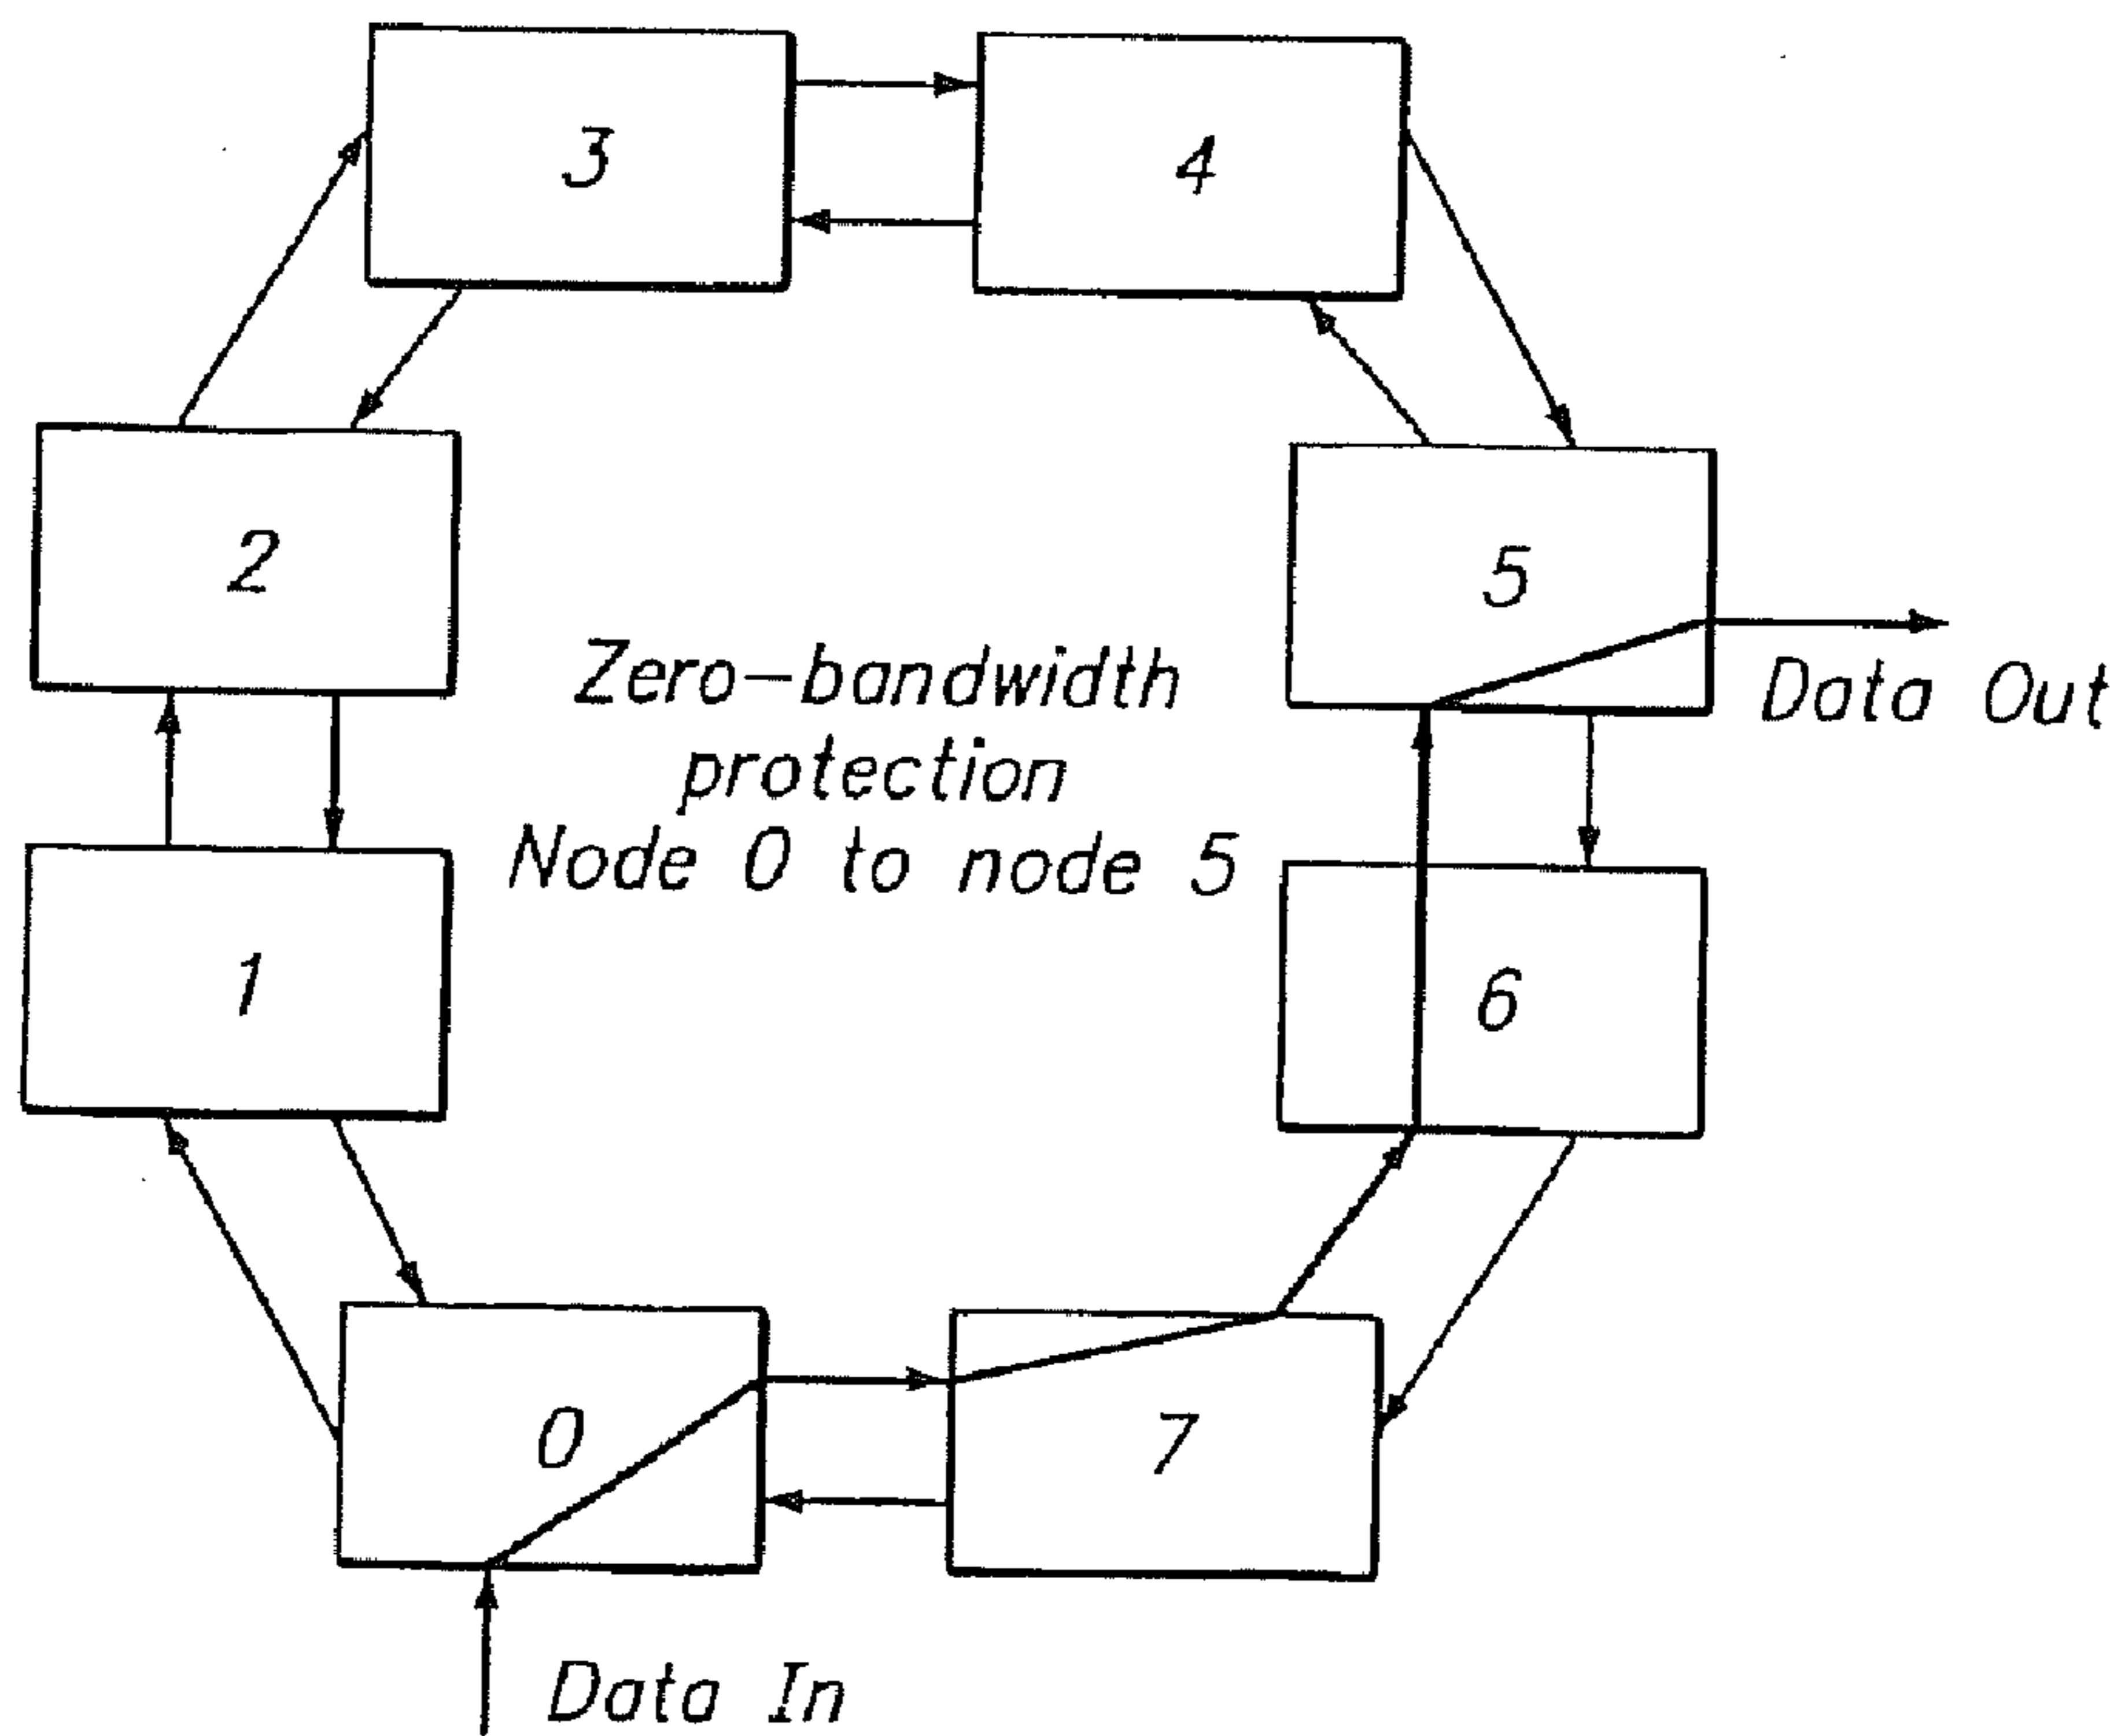 3
4
2
5
Zero-bandwidth
protection
Node 0 to node 5
Data Out
1
6
0
7
Data In